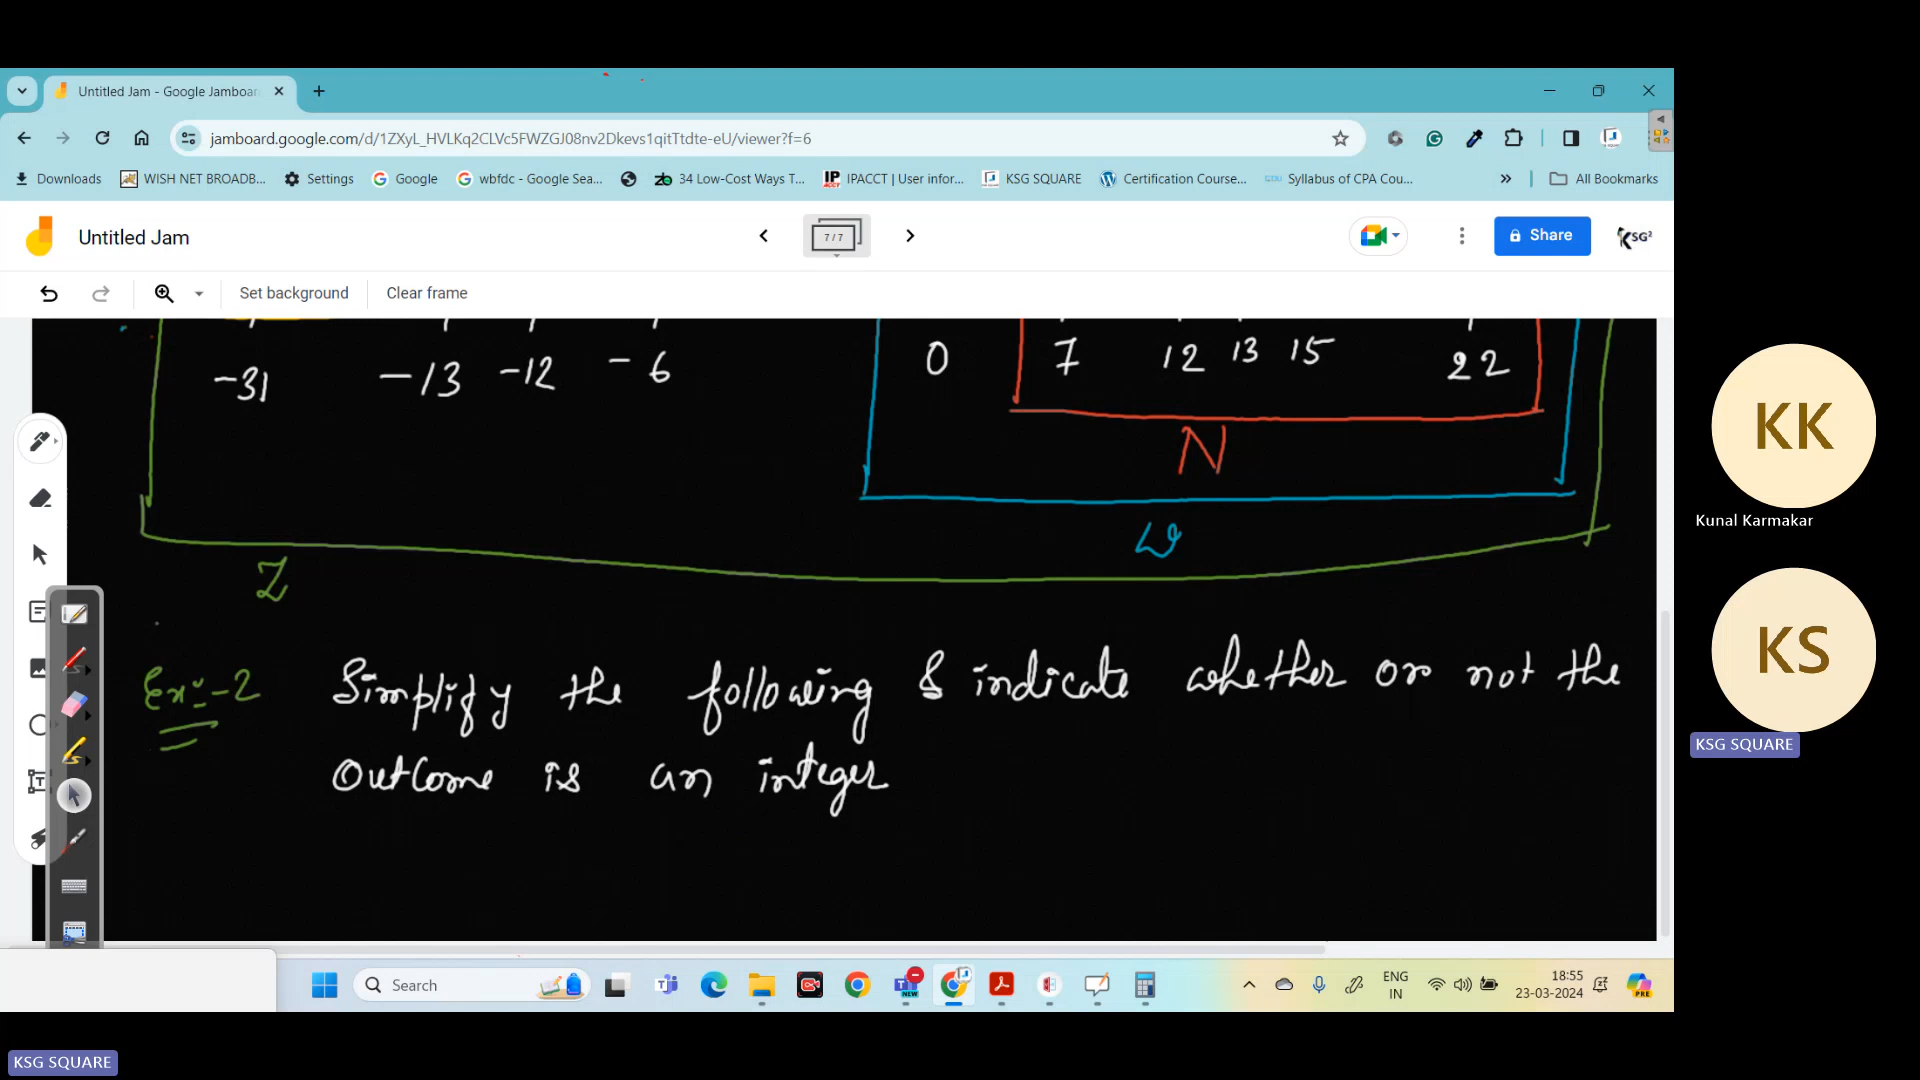 Untitled Jam - Google Jamboar
jamboard.google.com/d/1ZXyL_HVLKq2CLVc5FWZGJ08nv2Dkevs1qitTtdte-eU/viewer?f=6
Downloads WISH NET BROADB... Settings Google wbfdc - Google Sea... 34 Low-Cost Ways T... IPACCT | User infor... KSG SQUARE Certification Course... Syllabus of CPA Cou... » All Bookmarks
Untitled Jam
7 / 7
Share
KSG²
Set background Clear frame
-31 -13 -12 -6 0 7 12 13 15 22
N
W
Z
Ex:-2 Simplify the following & indicate whether or not the
outcome is an integer
KK
Kunal Karmakar
KS
KSG SQUARE
Search
NEW
ENG
IN
18:55
23-03-2024
PRE
KSG SQUARE